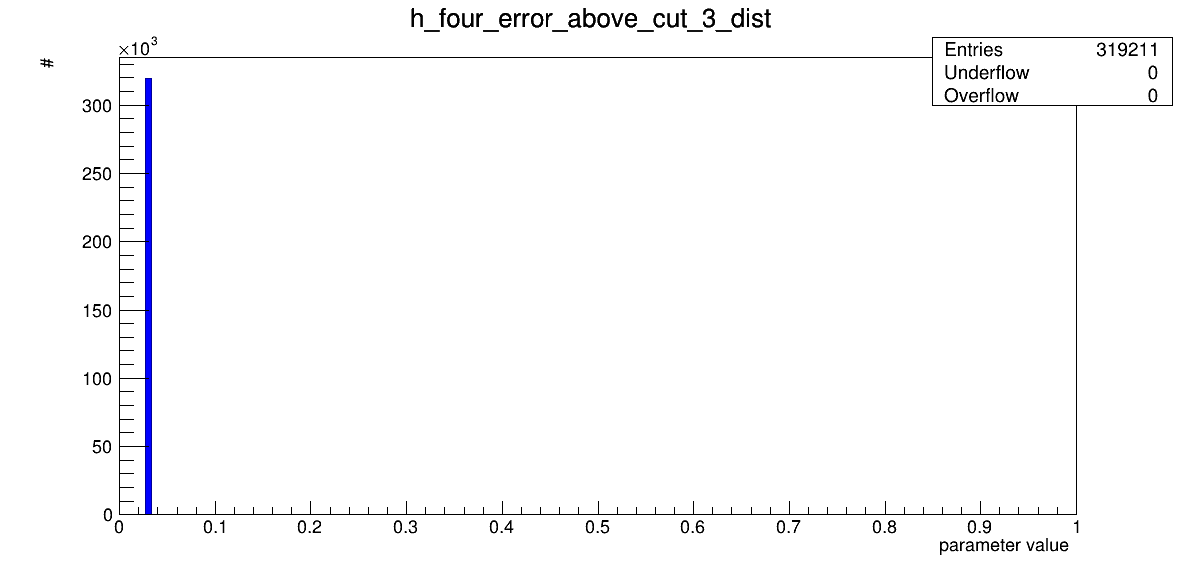 h_four_error_above_cut_3_dist
×10³
#
Entries 319211
Underflow 0
Overflow 0
300
250
200
150
100
50
0
0 0.1 0.2 0.3 0.4 0.5 0.6 0.7 0.8 0.9 1
parameter value